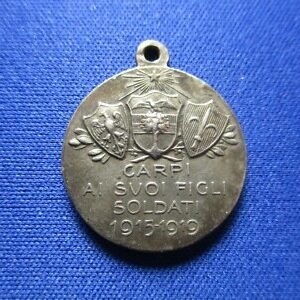 CARPI
AI SVOI FIGLI
SOLDATI
1915-1919